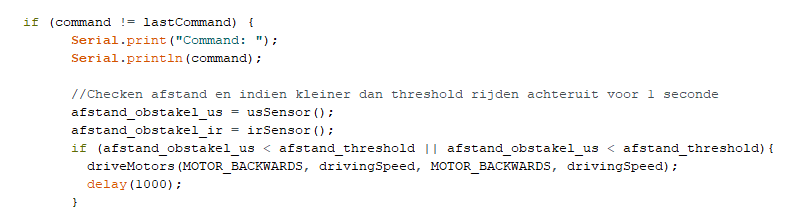 if (command != lastCommand) {
Serial.print("Command: ");
Serial.println(command);
//Checken afstand en indien kleiner dan threshold rijden achteruit voor 1 seconde
afstand_obstakel_us = usSensor();
afstand_obstakel_ir = irSensor();
if (afstand_obstakel_us < afstand_threshold || afstand_obstakel_us < afstand_threshold){
driveMotors(MOTOR_BACKWARDS, drivingSpeed, MOTOR_BACKWARDS, drivingSpeed);
delay(1000);
}